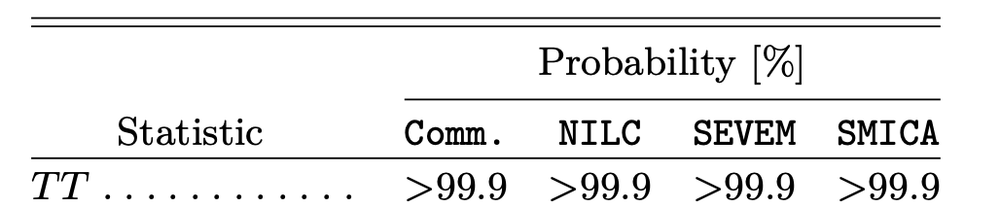 Probability [%]
Statistic Comm. NILC SEVEM SMICA
TT . . . . . . . . . . . . >99.9 >99.9 >99.9 >99.9